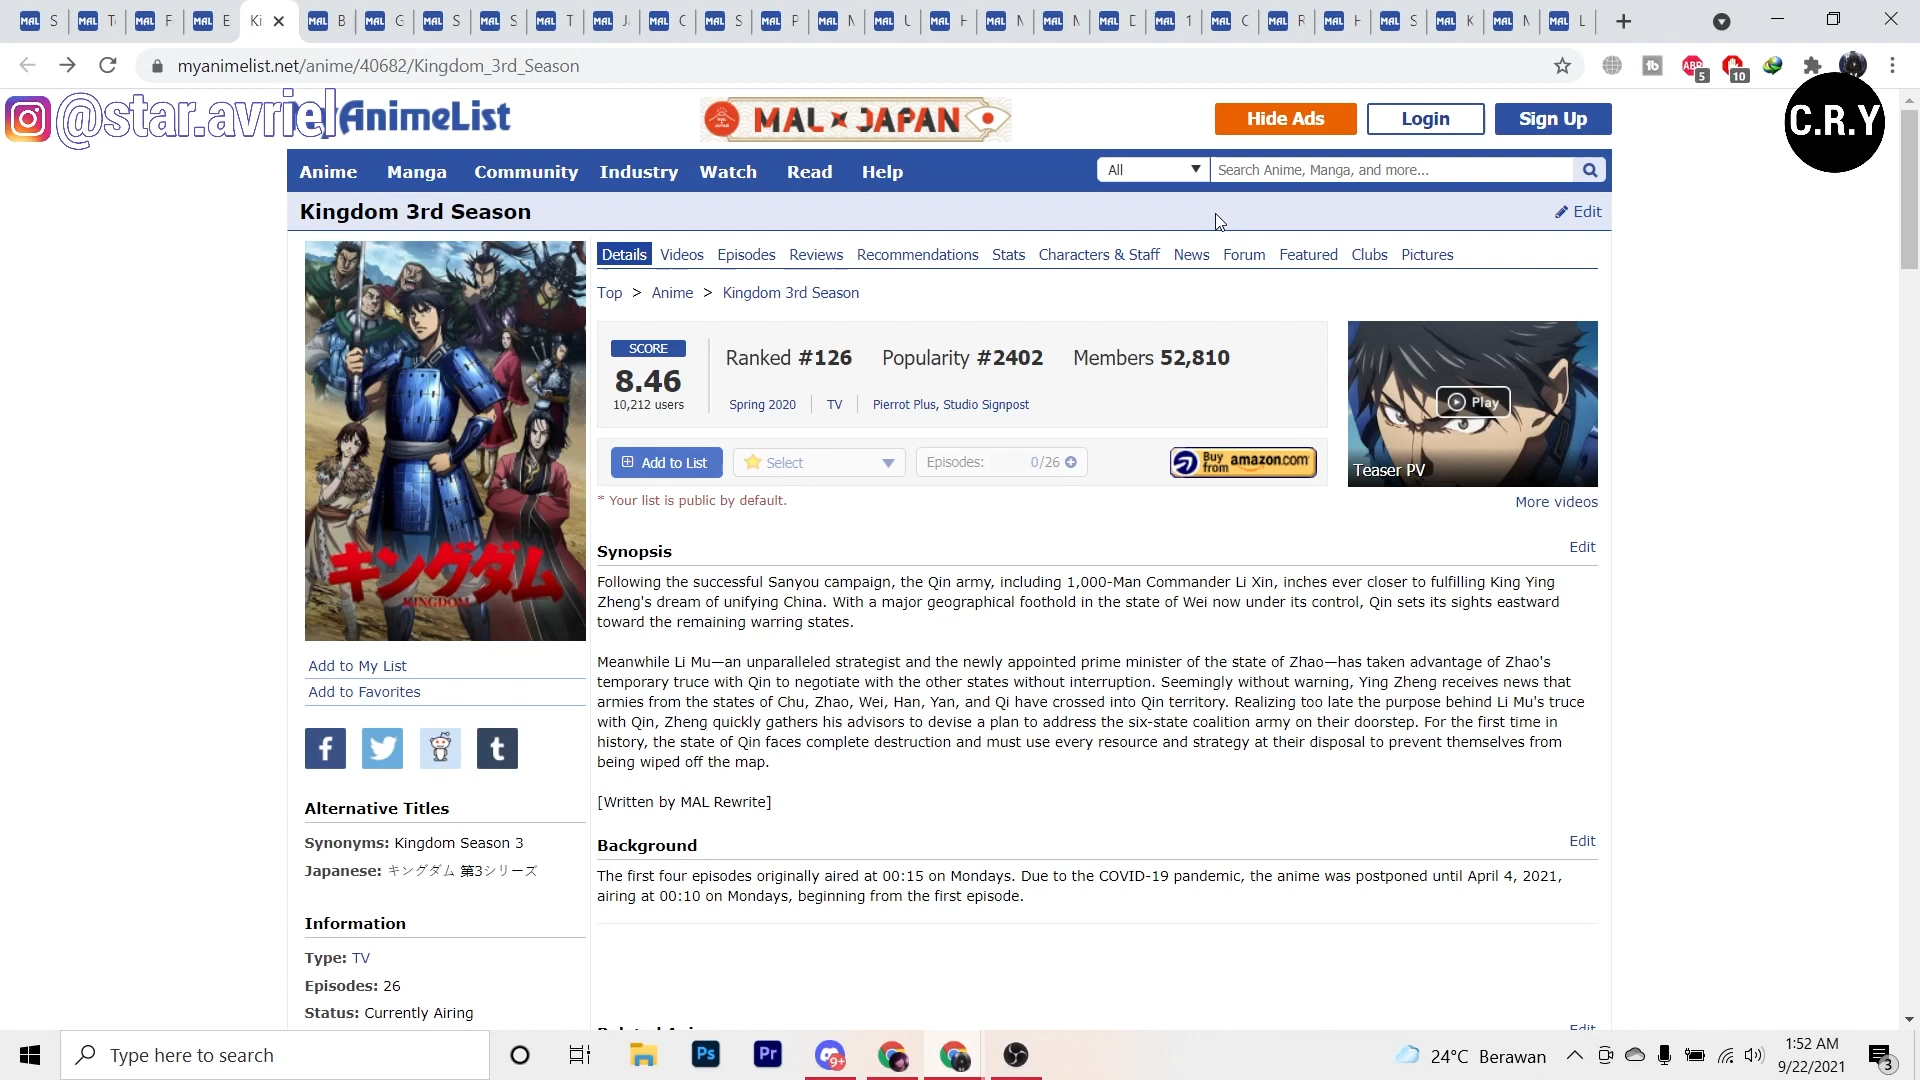 S
T
F
E
Ki
B
G
S
S
T
J
C
S
P
M
U
H
M
M
D
1
C
R
H
S
K
M
L
myanimelist.net/anime/40682/Kingdom_3rd_Season
ABP
5
10
@star.avriel
AnimeList
MAL x JAPAN
Hide Ads
Login
Sign Up
C.R.Y
Anime Manga Community Industry Watch Read Help
All
Search Anime, Manga, and more...
Kingdom 3rd Season
Edit
Details Videos Episodes Reviews Recommendations Stats Characters & Staff News Forum Featured Clubs Pictures
Top > Anime > Kingdom 3rd Season
SCORE
8.46
10,212 users
Ranked #126 Popularity #2402 Members 52,810
Spring 2020 TV Pierrot Plus, Studio Signpost
Play
Teaser PV
Add to List
Select
Episodes: 0/26
Buy from amazon.com
* Your list is public by default.
More videos
キングダム
KINGDOM
Synopsis
Edit
Following the successful Sanyou campaign, the Qin army, including 1,000-Man Commander Li Xin, inches ever closer to fulfilling King Ying
Zheng's dream of unifying China. With a major geographical foothold in the state of Wei now under its control, Qin sets its sights eastward
toward the remaining warring states.
Meanwhile Li Mu—an unparalleled strategist and the newly appointed prime minister of the state of Zhao—has taken advantage of Zhao's
temporary truce with Qin to negotiate with the other states without interruption. Seemingly without warning, Ying Zheng receives news that
armies from the states of Chu, Zhao, Wei, Han, Yan, and Qi have crossed into Qin territory. Realizing too late the purpose behind Li Mu's truce
with Qin, Zheng quickly gathers his advisors to devise a plan to address the six-state coalition army on their doorstep. For the first time in
history, the state of Qin faces complete destruction and must use every resource and strategy at their disposal to prevent themselves from
being wiped off the map.
[Written by MAL Rewrite]
Background
Edit
The first four episodes originally aired at 00:15 on Mondays. Due to the COVID-19 pandemic, the anime was postponed until April 4, 2021,
airing at 00:10 on Mondays, beginning from the first episode.
Edit
Add to My List
Add to Favorites
Alternative Titles
Synonyms: Kingdom Season 3
Japanese: キングダム 第3シリーズ
Information
Type: TV
Episodes: 26
Status: Currently Airing
Type here to search
Ps
Pr
9+
24°C Berawan
1:52 AM
9/22/2021
3